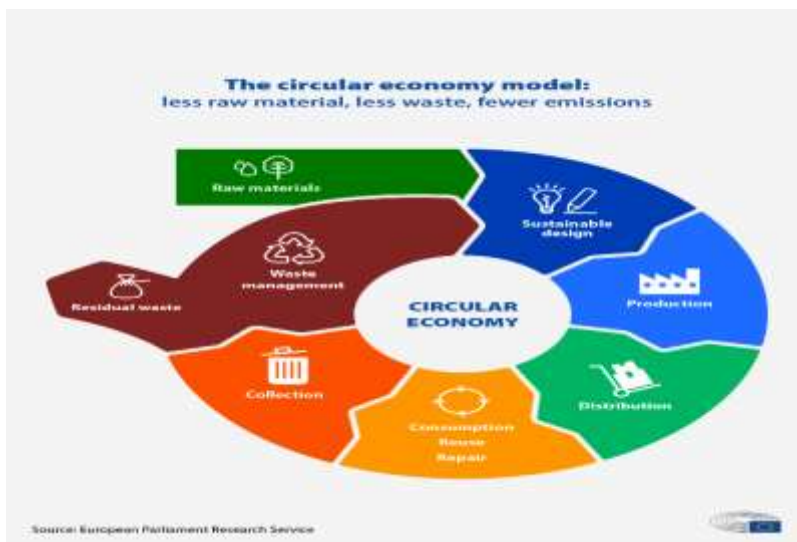 The circular economy model:
less raw material, less waste, fewer emissions
Raw materials
Sustainable
design
Production
Distribution
Consumption
Reuse
Repair
Collection
Waste
management
Residual waste
CIRCULAR
ECONOMY
Source: European Parliament Research Service